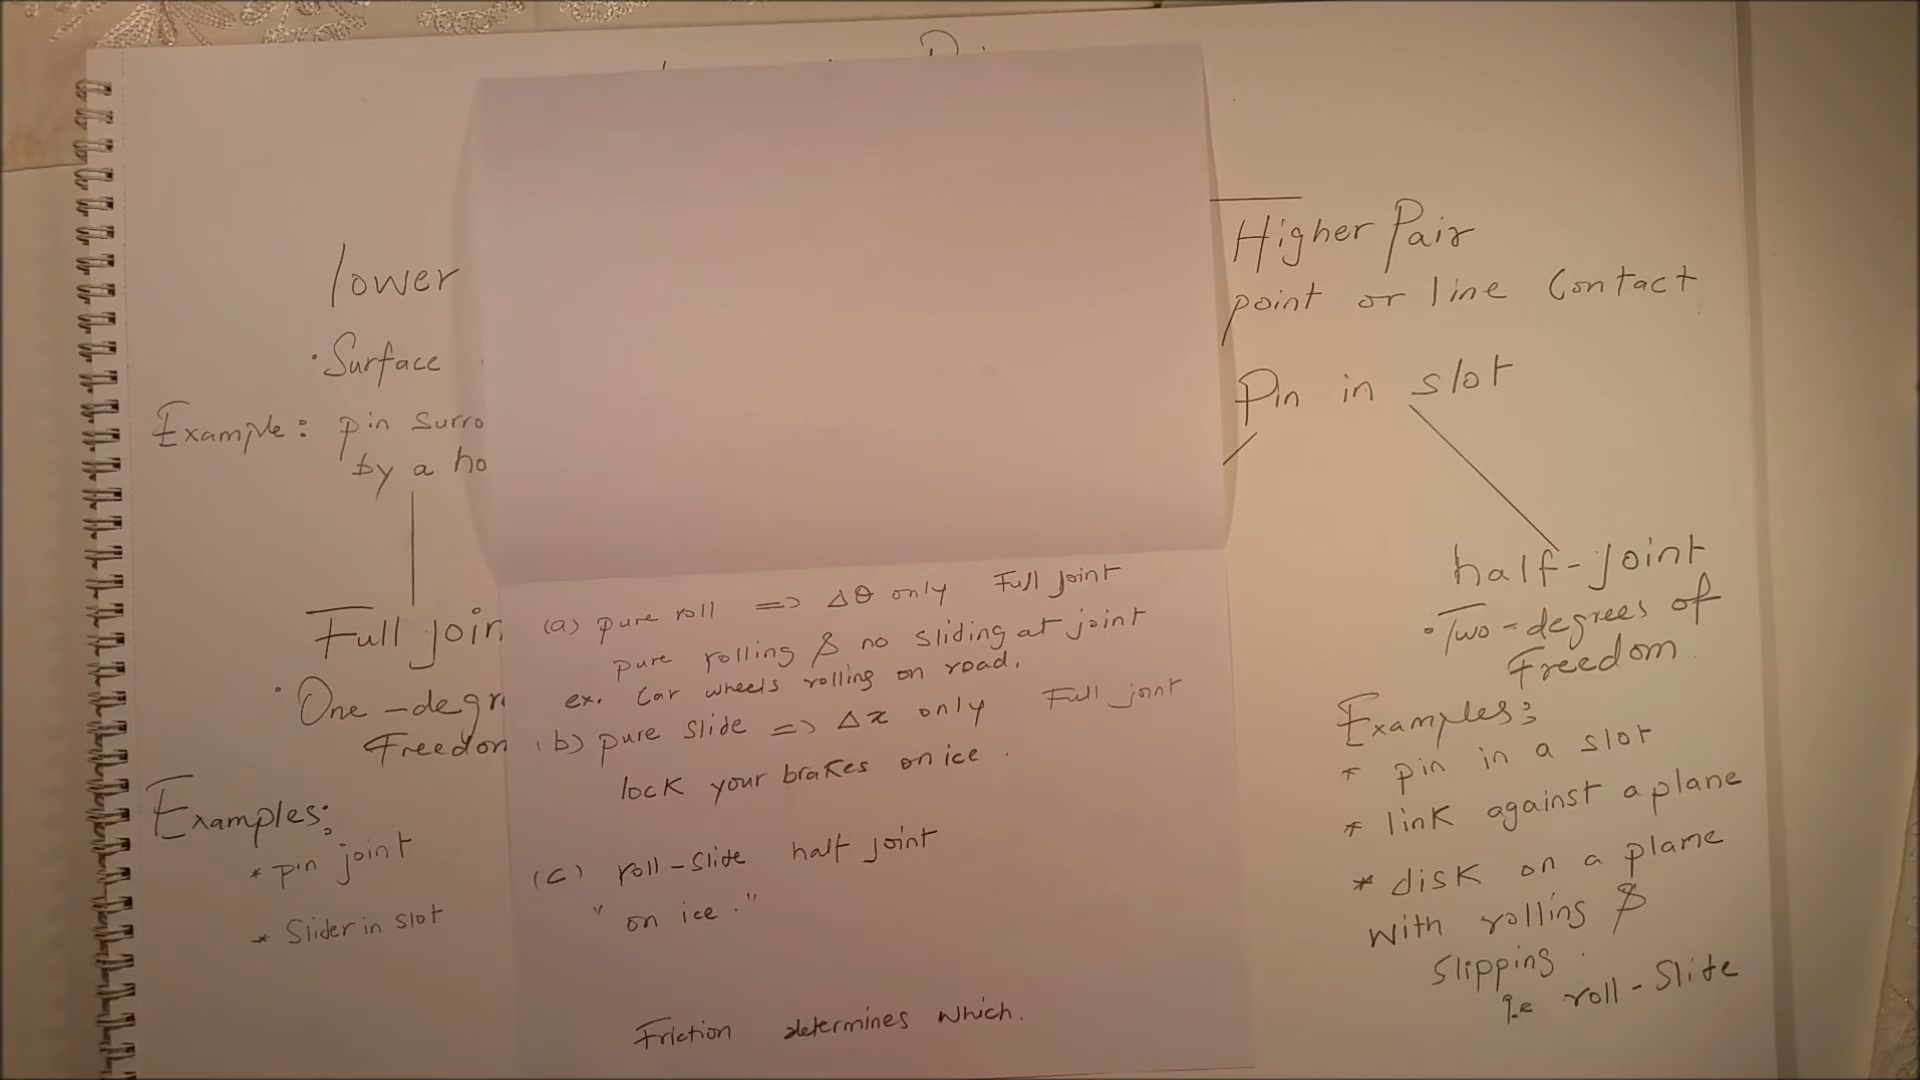 lower
· Surface
Example: pin surro
by a ho
Full join
· One-degr
Freedom
Examples:
* pin joint
* Slider in slot
(a) pure roll => Δθ only Full joint
pure rolling & no sliding at joint
ex. Car wheels rolling on road.
(b) pure slide => Δx only Full joint
lock your brakes on ice.
(c) roll-slide half joint
"on ice."
Friction determines which.
Higher Pair
point or line Contact
Pin in slot
half-joint
· Two-degrees of
Freedom
Examples:
* pin in a slot
* link against a plane
* disk on a plane
with rolling &
slipping.
i.e roll-slide